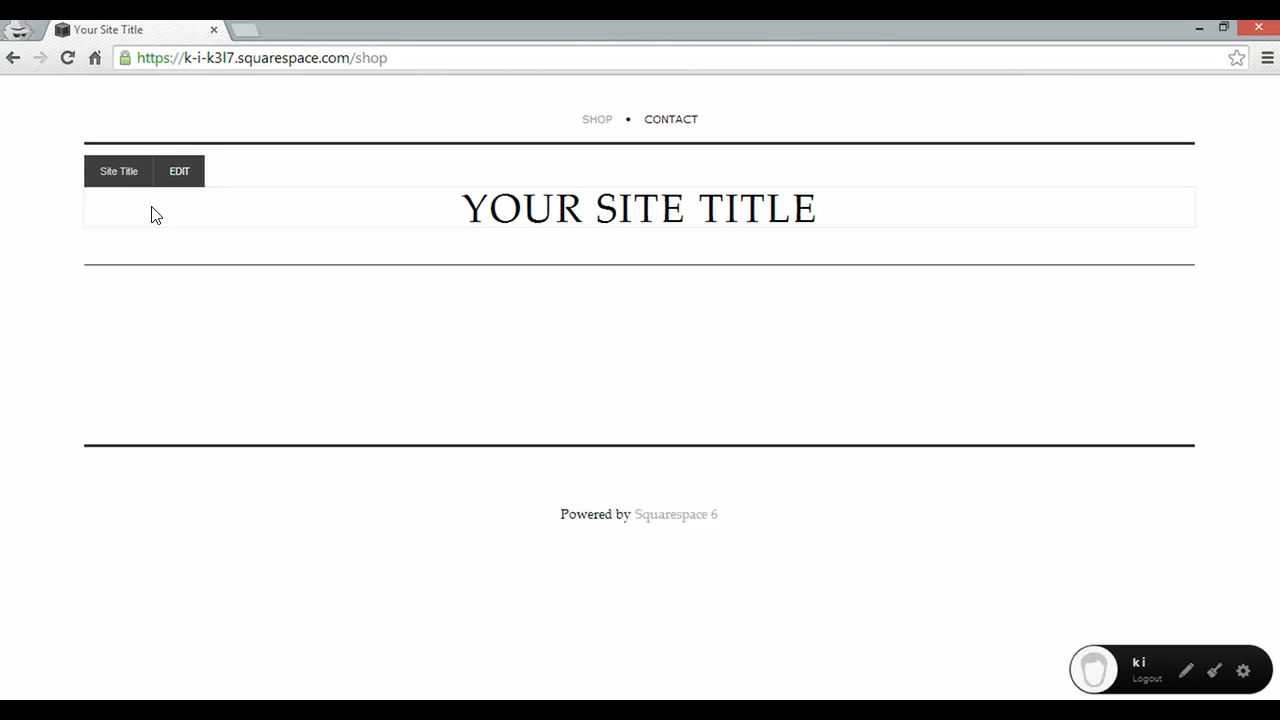 Your Site Title
https://k-i-k3l7.squarespace.com/shop
SHOP • CONTACT
Site Title EDIT
YOUR SITE TITLE
Powered by Squarespace 6
k i
Logout